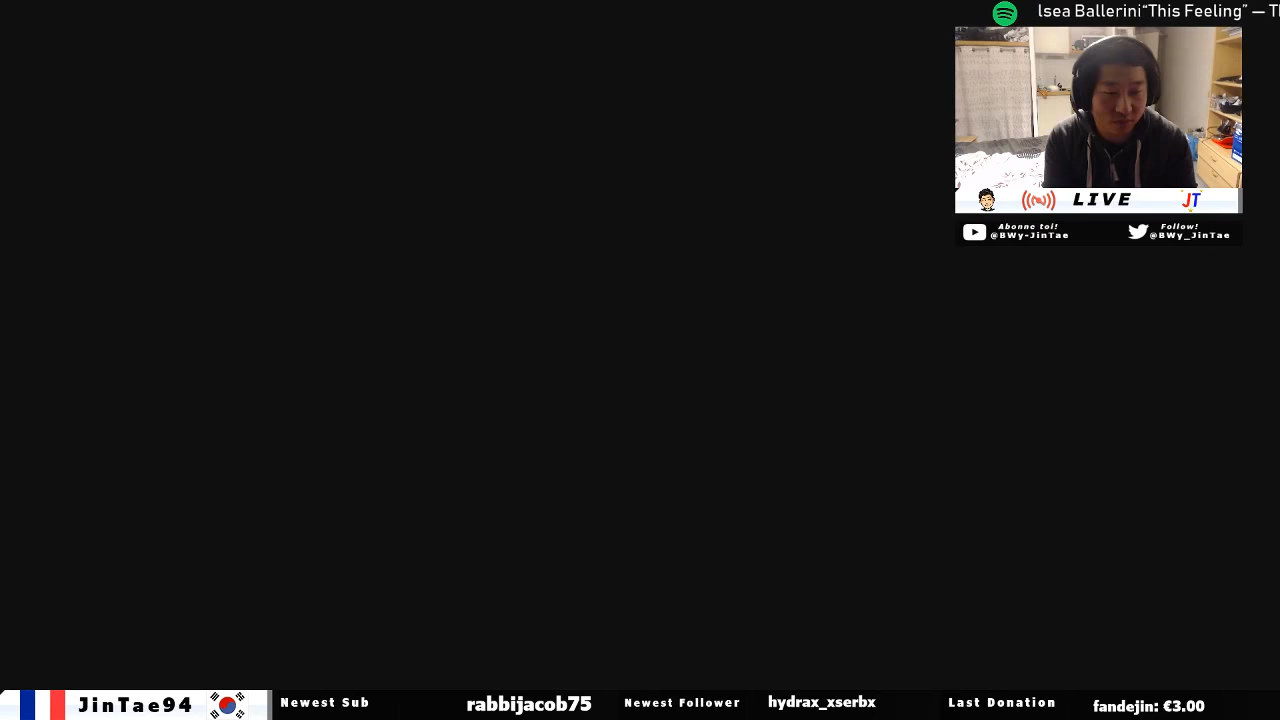 lsea Ballerini“This Feeling” — Tl
LIVE
JT
Abonne toi!
@BWy-JinTae
Follow!
@BWy_JinTae
JinTae94
Newest Sub
rabbijacob75
Newest Follower
hydrax_xserbx
Last Donation
fandejin: €3.00